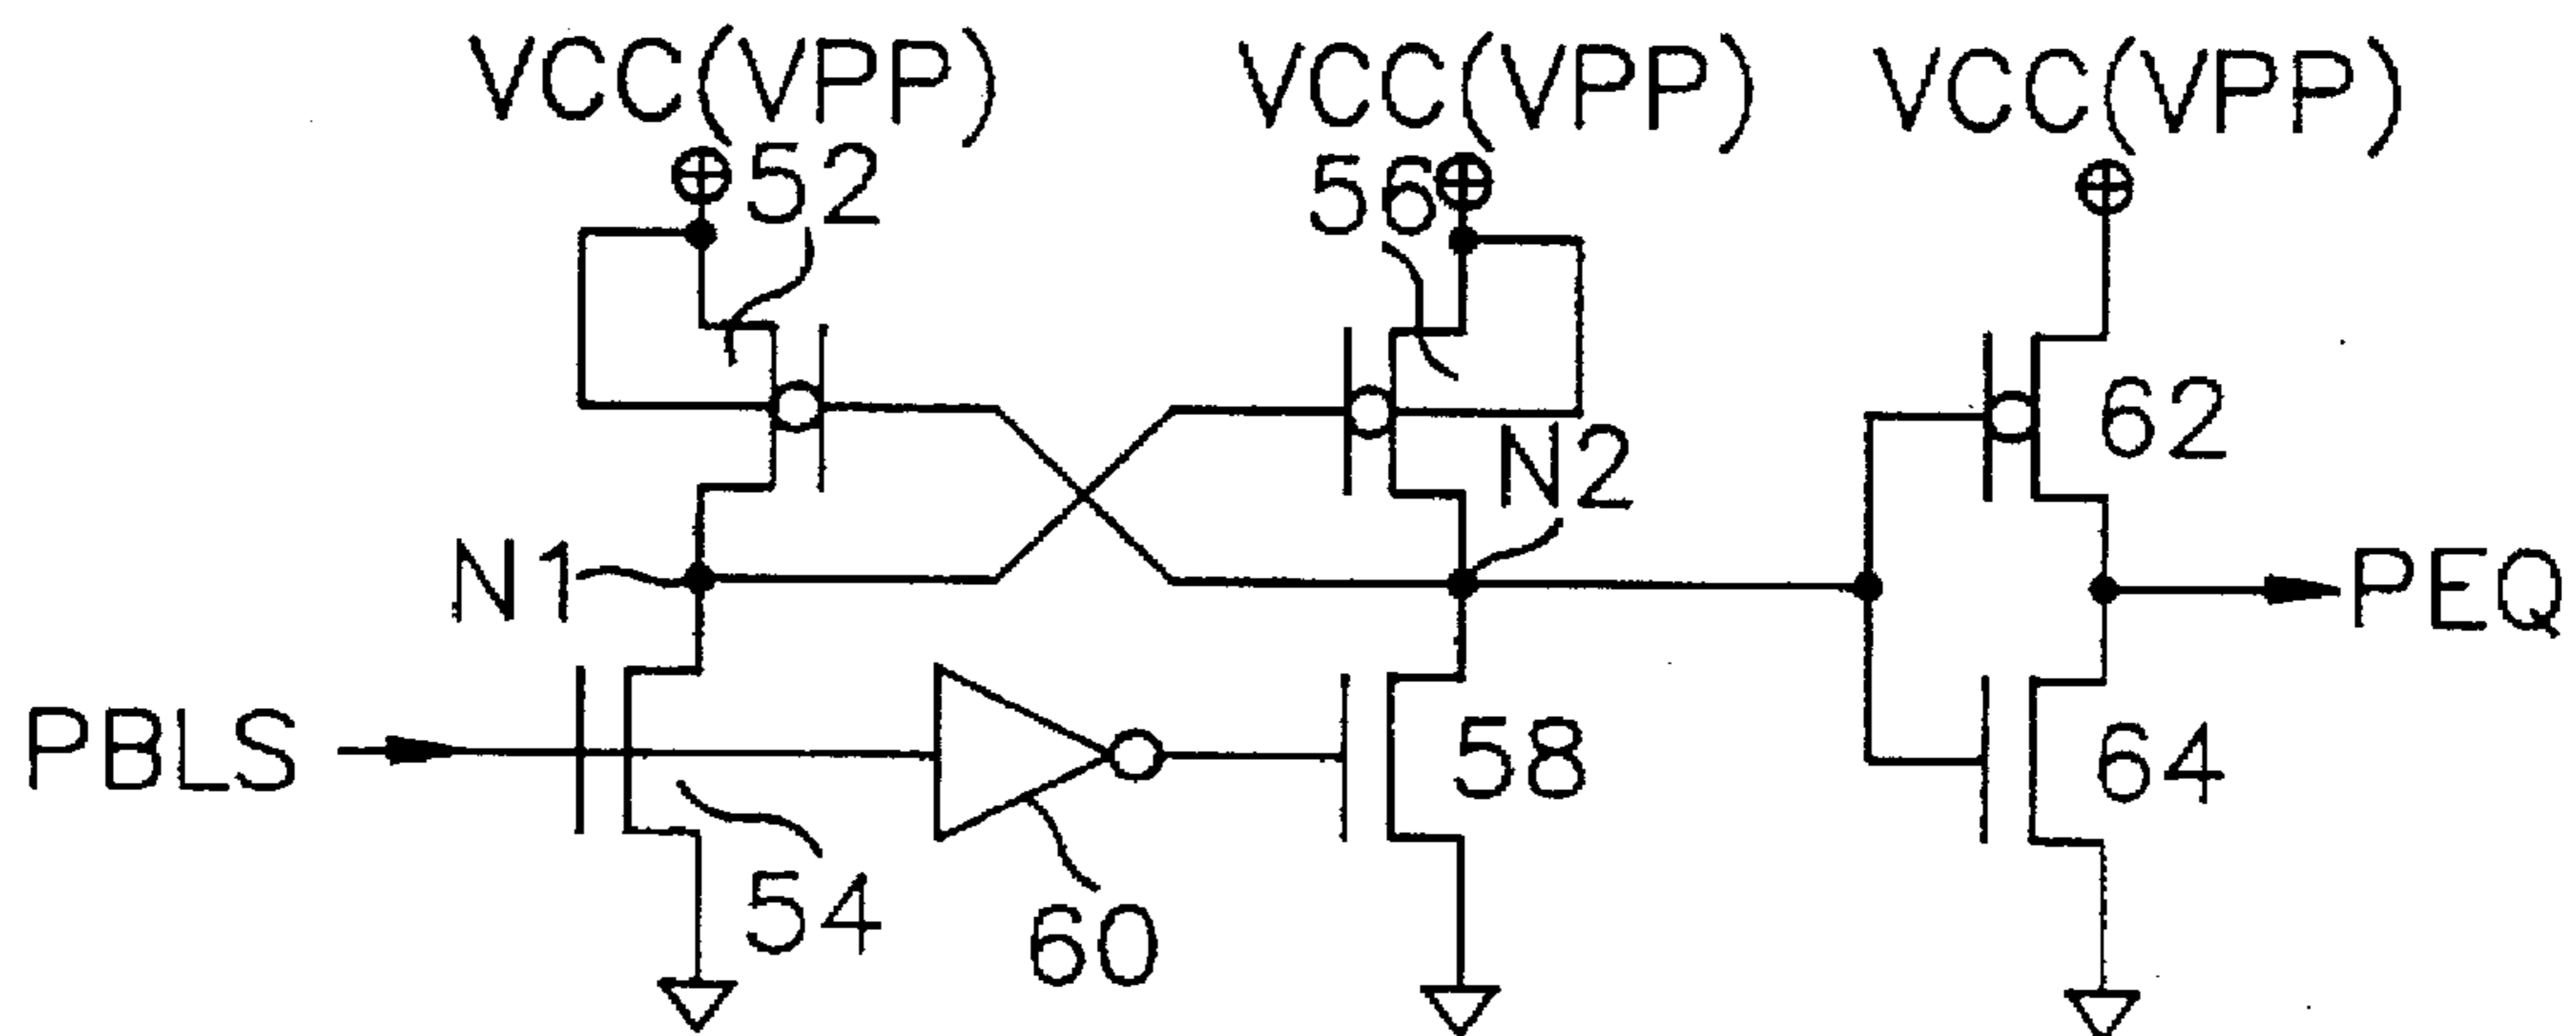 VCC(VPP) VCC(VPP) VCC(VPP)
52 56
62
N2
N1
PEQ
PBLS
58 64
54
60